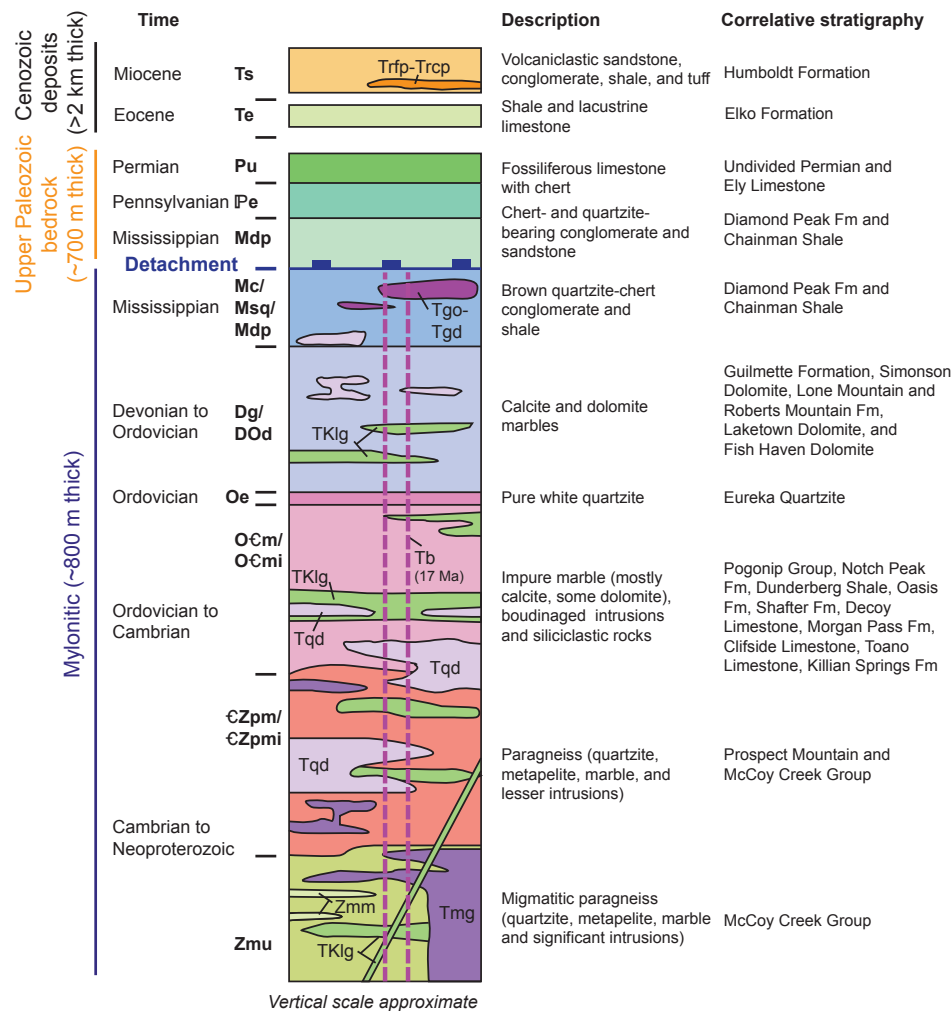 Time
Description
Correlative stratigraphy
Cenozoic
deposits
(>2 km thick)
Miocene
Ts
Trfp-Trcp
Volcaniclastic sandstone,
conglomerate, shale, and tuff
Humboldt Formation
Eocene
Te
Shale and lacustrine
limestone
Elko Formation
Upper Paleozoic
bedrock
(~700 m thick)
Permian
Pu
Fossiliferous limestone
with chert
Undivided Permian and
Ely Limestone
Pennsylvanian
Pe
Chert- and quartzite-
bearing conglomerate and
sandstone
Mississippian
Mdp
Diamond Peak Fm and
Chainman Shale
Detachment
Mylonitic (~800 m thick)
Mississippian
Mc/
Msq/
Mdp
Tgo-
Tgd
Brown quartzite-chert
conglomerate and
shale
Diamond Peak Fm and
Chainman Shale
Devonian to
Ordovician
Dg/
DOd
TKlg
Calcite and dolomite
marbles
Guilmette Formation, Simonson
Dolomite, Lone Mountain and
Roberts Mountain Fm,
Laketown Dolomite, and
Fish Haven Dolomite
Ordovician
Oe
Pure white quartzite
Eureka Quartzite
Ordovician to
Cambrian
O€m/
O€mi
Tb
(17 Ma)
TKlg
Tqd
Tqd
Impure marble (mostly
calcite, some dolomite),
boudinaged intrusions
and siliciclastic rocks
Pogonip Group, Notch Peak
Fm, Dunderberg Shale, Oasis
Fm, Shafter Fm, Decoy
Limestone, Morgan Pass Fm,
Clifside Limestone, Toano
Limestone, Killian Springs Fm
€Zpm/
€Zpmi
Tqd
Paragneiss (quartzite,
metapelite, marble, and
lesser intrusions)
Prospect Mountain and
McCoy Creek Group
Cambrian to
Neoproterozoic
Zmu
Zmm
TKlg
Tmg
Migmatitic paragneiss
(quartzite, metapelite, marble
and significant intrusions)
McCoy Creek Group
Vertical scale approximate